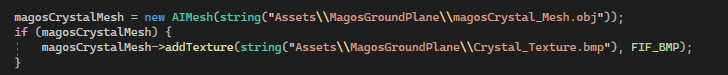 magosCrystalMesh = new AIMesh(string("Assets\\MagosGroundPlane\\magosCrystal_Mesh.obj"));
if (magosCrystalMesh) {
    magosCrystalMesh->addTexture(string("Assets\\MagosGroundPlane\\Crystal_Texture.bmp"), FIF_BMP);
}